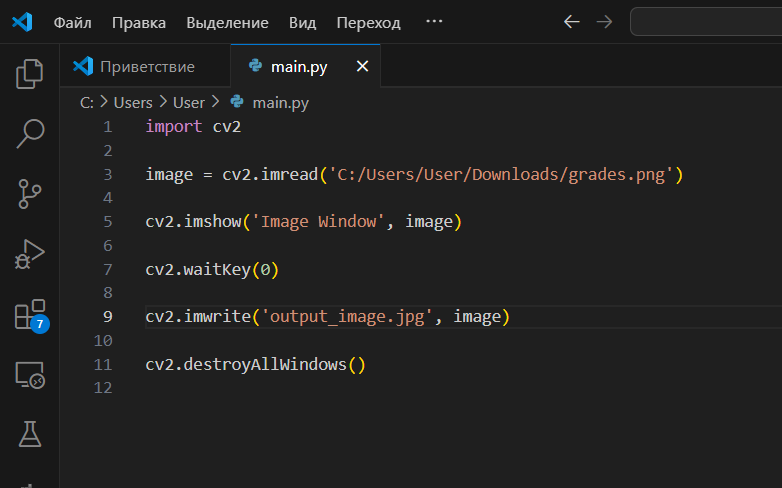 Файл Правка Выделение Вид Переход ···
Приветствие main.py
C: > Users > User > main.py
1 import cv2
2
3 image = cv2.imread('C:/Users/User/Downloads/grades.png')
4
5 cv2.imshow('Image Window', image)
6
7 cv2.waitKey(0)
8
9 cv2.imwrite('output_image.jpg', image)
10
11 cv2.destroyAllWindows()
12
7